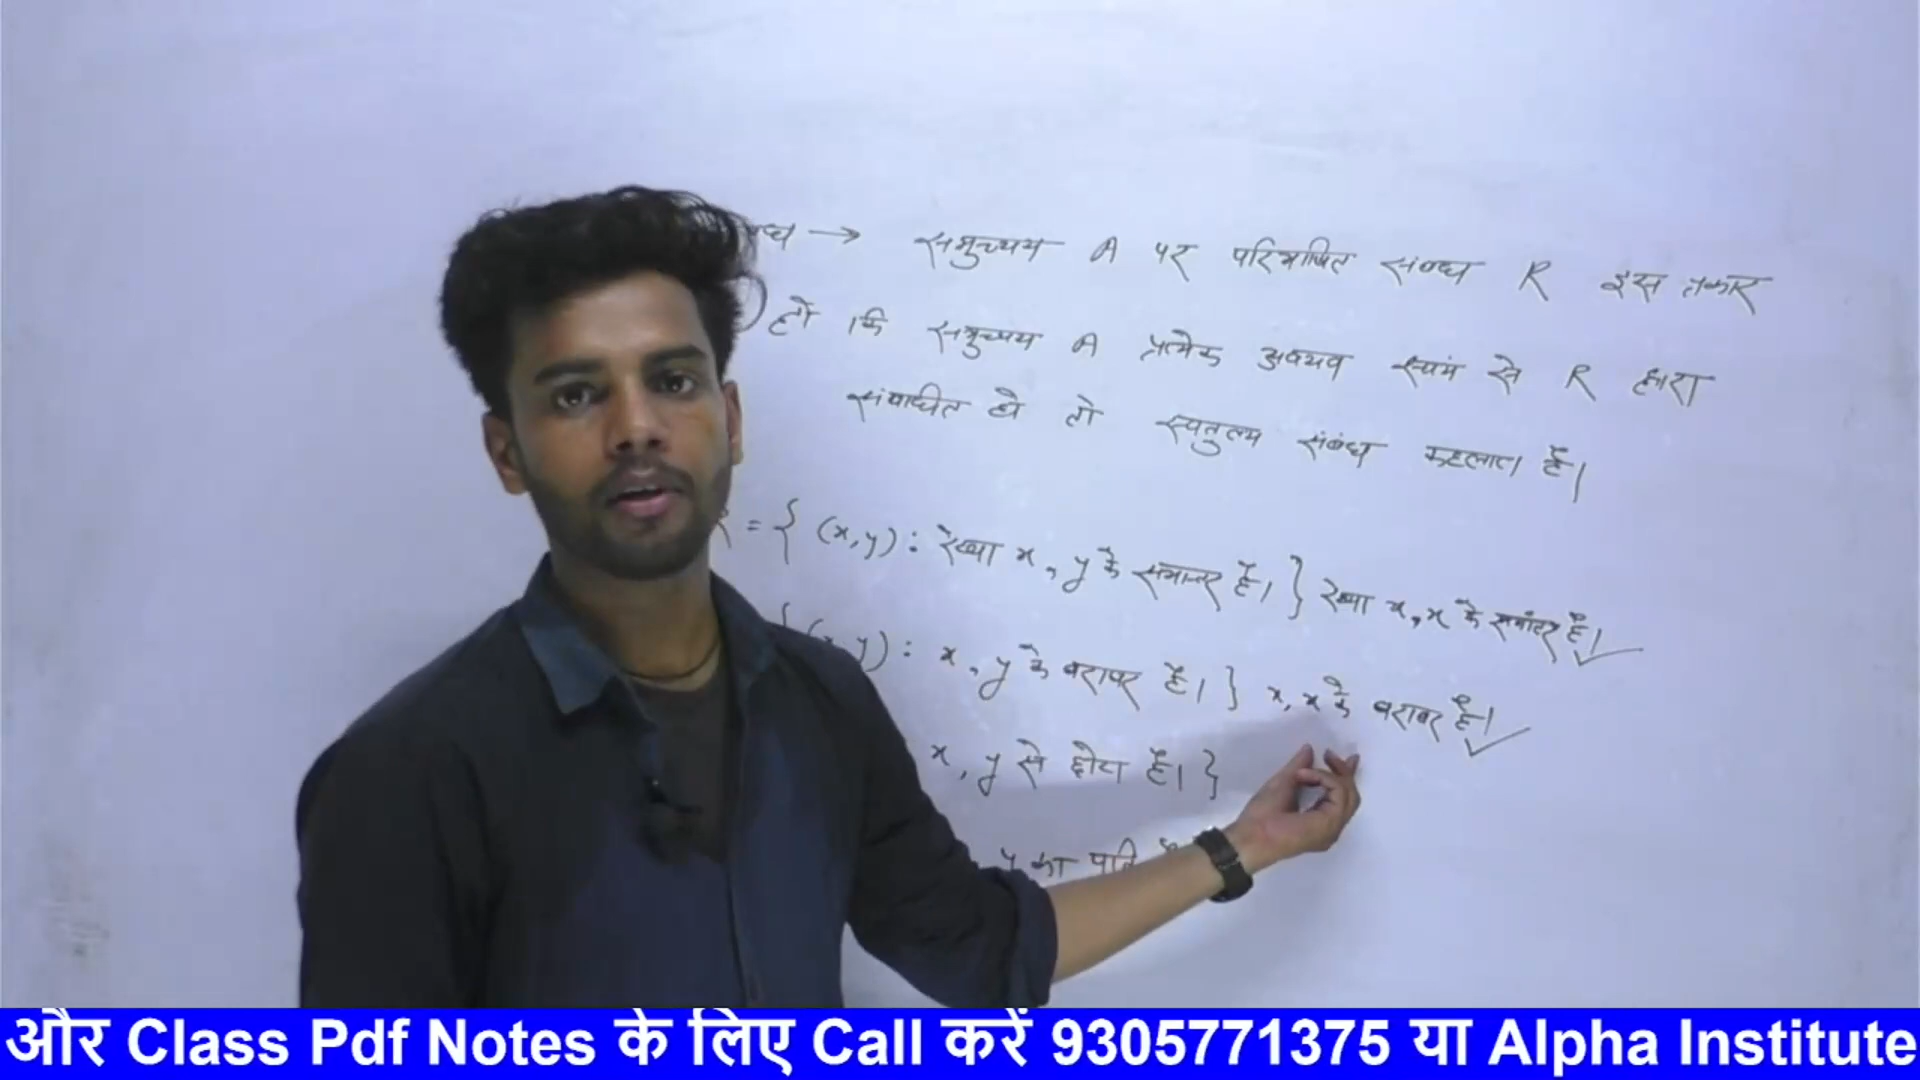 → समुच्चय A पर परिभाषित संबन्ध R इस प्रकार
हो कि समुच्चय A प्रत्येक अवयव स्वयं से R द्वारा
संबन्धित हो तो स्वतुल्य संबंध कहलाता है।
= { (x,y) : रेखा x, y के समान्तर है। } रेखा x, x के समांतर है। ✓
y) : x, y के बराबर है। } x, x के बराबर है। ✓
x, y से छोटा है। }
y का पति है
और Class Pdf Notes के लिए Call करें 9305771375 या Alpha Institute